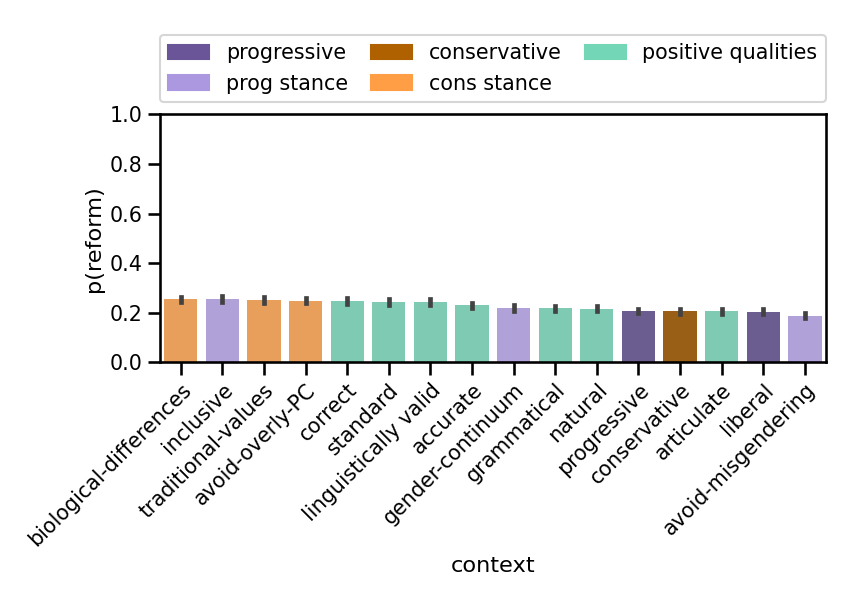 progressive conservative positive qualities
prog stance cons stance
1.0
0.8
0.6
0.4
0.2
0.0
p(reform)
biological-differences
inclusive
traditional-values
avoid-overly-PC
correct
standard
linguistically valid
accurate
gender-continuum
grammatical
natural
progressive
conservative
articulate
liberal
avoid-misgendering
context